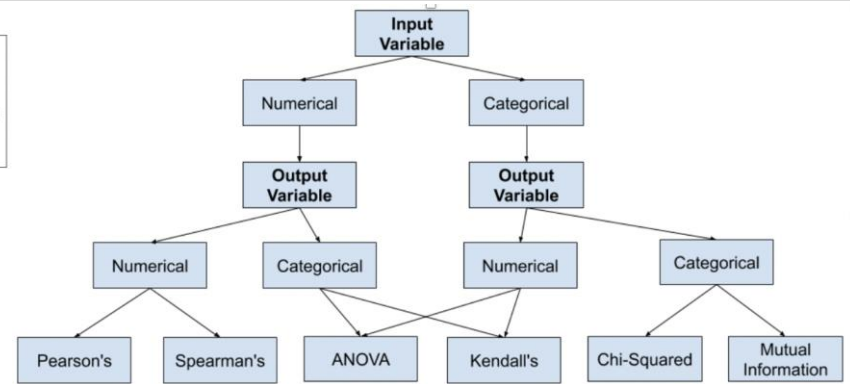 Input
Variable
Numerical
Categorical
Output
Variable
Output
Variable
Numerical
Categorical
Numerical
Categorical
Pearson's
Spearman's
ANOVA
Kendall's
Chi-Squared
Mutual
Information